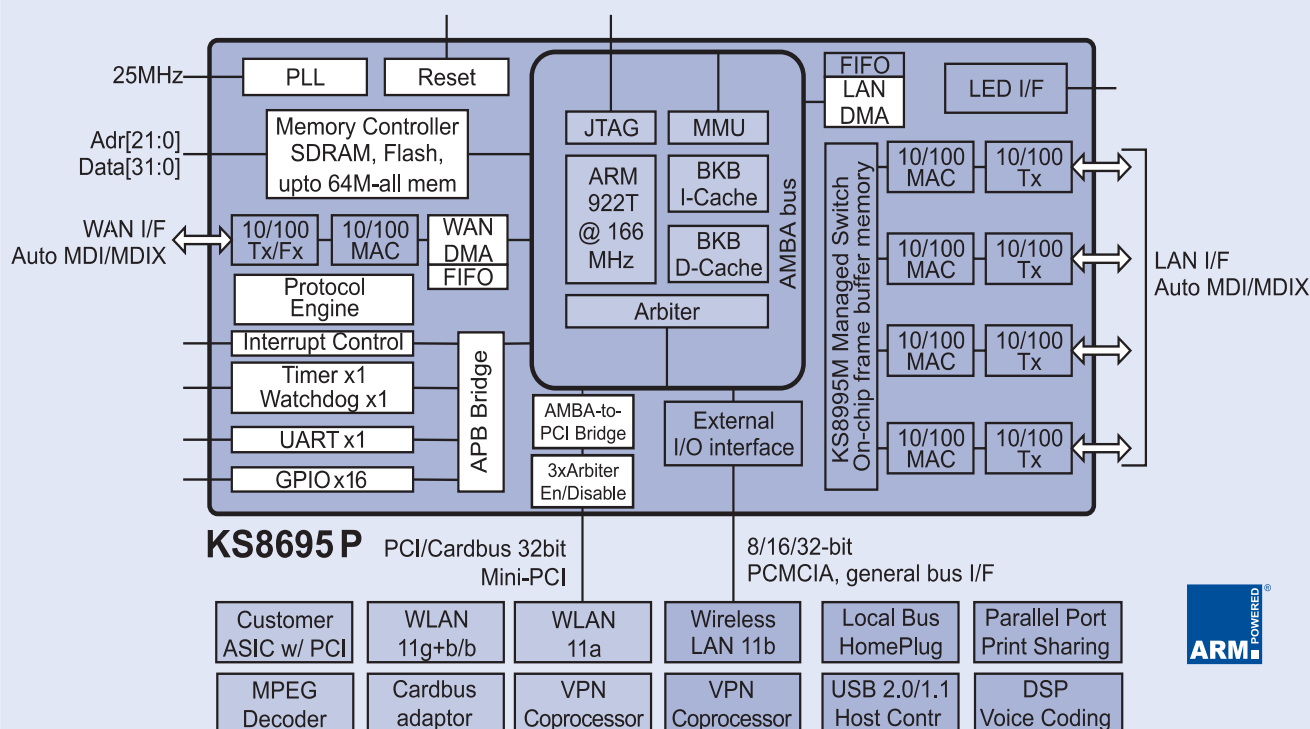 25MHz
PLL
Reset
FIFO
LAN
DMA
LED I/F
Adr[21:0]
Data[31:0]
Memory Controller
SDRAM, Flash,
upto 64M-all mem
JTAG
MMU
ARM
922T
@ 166
MHz
BKB
I-Cache
BKB
D-Cache
Arbiter
AMBA bus
WAN I/F
Auto MDI/MDIX
10/100
Tx/Fx
10/100
MAC
WAN
DMA
FIFO
Protocol
Engine
Interrupt Control
Timer x1
Watchdog x1
UART x1
GPIO x16
APB Bridge
AMBA-to-
PCI Bridge
3xArbiter
En/Disable
External
I/O interface
KS8995M Managed Switch
On-chip frame buffer memory
10/100
MAC
10/100
Tx
10/100
MAC
10/100
Tx
10/100
MAC
10/100
Tx
10/100
MAC
10/100
Tx
LAN I/F
Auto MDI/MDIX
KS8695 P
PCI/Cardbus 32bit
Mini-PCI
8/16/32-bit
PCMCIA, general bus I/F
Customer
ASIC w/ PCI
WLAN
11g+b/b
WLAN
11a
Wireless
LAN 11b
Local Bus
HomePlug
Parallel Port
Print Sharing
MPEG
Decoder
Cardbus
adaptor
VPN
Coprocessor
VPN
Coprocessor
USB 2.0/1.1
Host Contr
DSP
Voice Coding
ARM POWERED ®